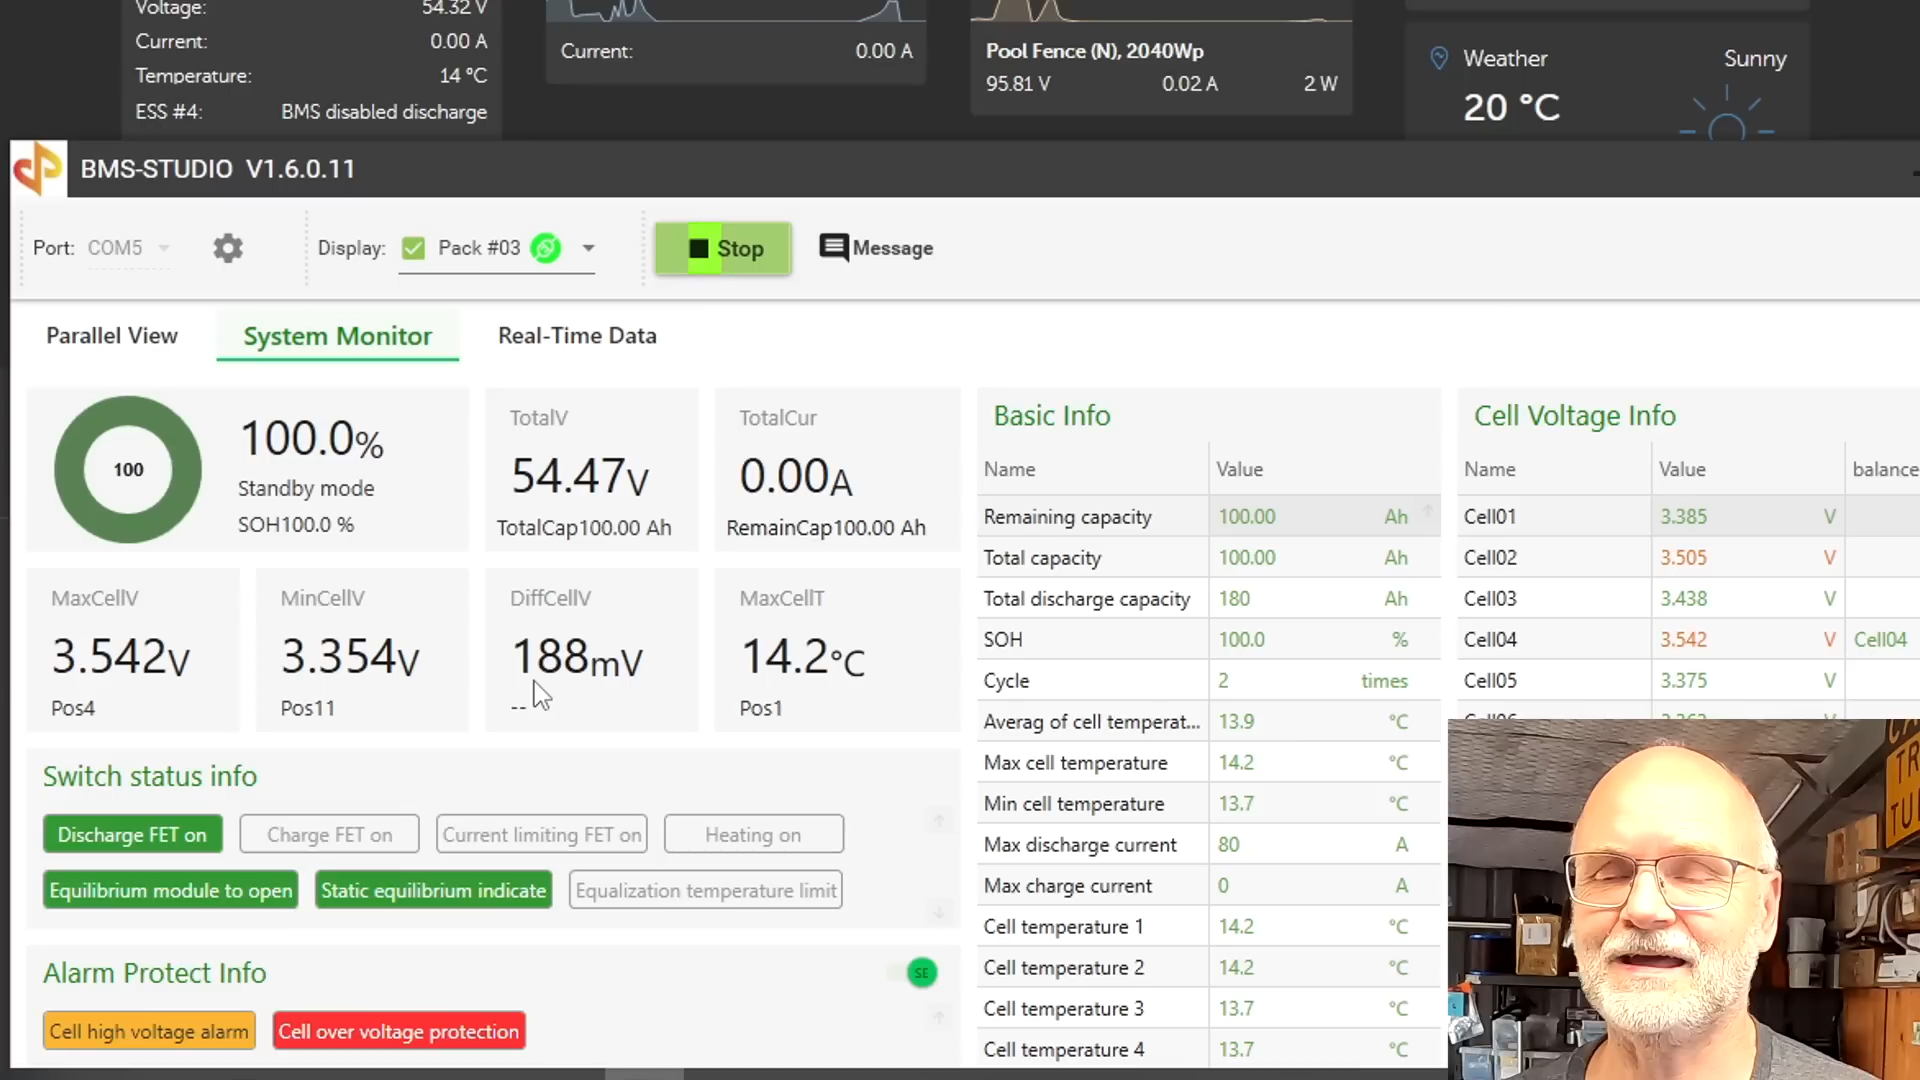 Voltage: 54.32 V
Current: 0.00 A
Temperature: 14 °C
ESS #4: BMS disabled discharge
Current: 0.00 A
Pool Fence (N), 2040Wp
95.81 V 0.02 A 2 W
Weather Sunny
20 °C
BMS-STUDIO V1.6.0.11
Port: COM5 Display: Pack #03 Stop Message
Parallel View System Monitor Real-Time Data
100
100.0%
Standby mode
SOH100.0 %
TotalV
54.47V
TotalCap100.00 Ah
TotalCur
0.00A
RemainCap100.00 Ah
MaxCellV
3.542V
Pos4
MinCellV
3.354V
Pos11
DiffCellV
188mV
--
MaxCellT
14.2°C
Pos1
Switch status info
Discharge FET on Charge FET on Current limiting FET on Heating on
Equilibrium module to open Static equilibrium indicate Equalization temperature limit
Alarm Protect Info SE
Cell high voltage alarm Cell over voltage protection
Basic Info
Name Value
Remaining capacity 100.00 Ah
Total capacity 100.00 Ah
Total discharge capacity 180 Ah
SOH 100.0 %
Cycle 2 times
Averag of cell temperat... 13.9 °C
Max cell temperature 14.2 °C
Min cell temperature 13.7 °C
Max discharge current 80 A
Max charge current 0 A
Cell temperature 1 14.2 °C
Cell temperature 2 14.2 °C
Cell temperature 3 13.7 °C
Cell temperature 4 13.7 °C
Cell Voltage Info
Name Value balance
Cell01 3.385 V
Cell02 3.505 V
Cell03 3.438 V
Cell04 3.542 V Cell04
Cell05 3.375 V